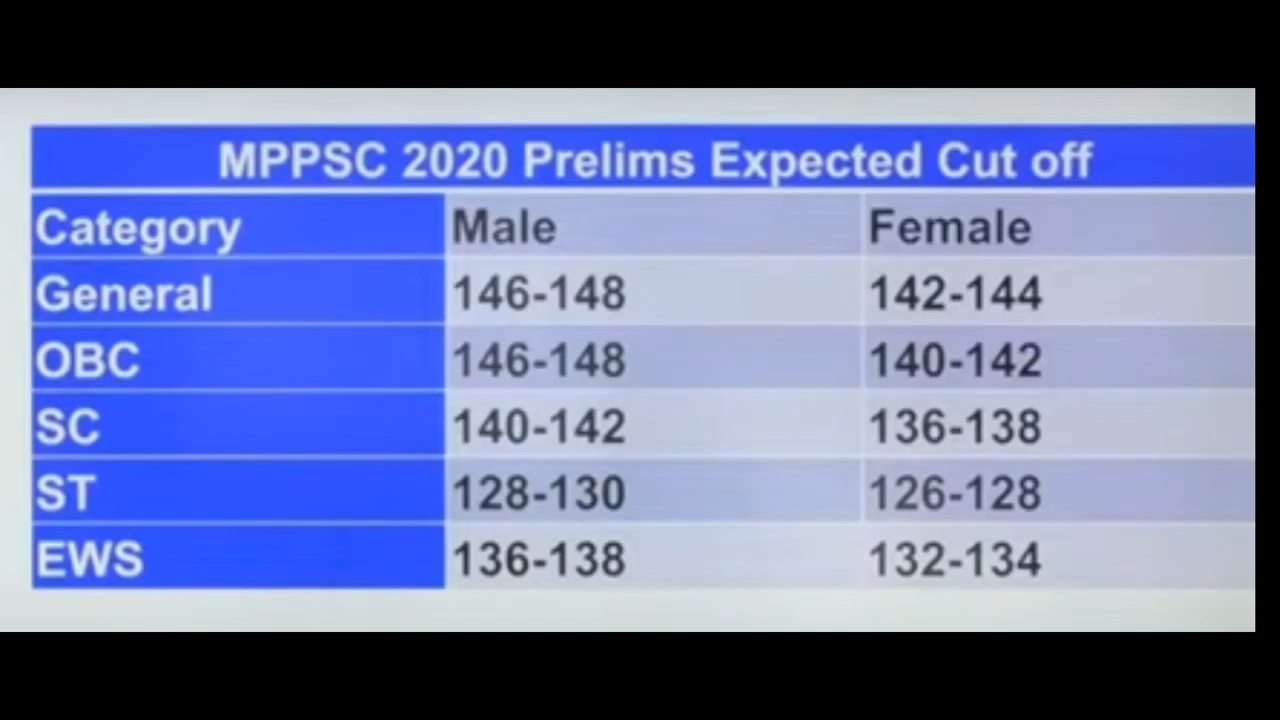 MPPSC 2020 Prelims Expected Cut off
Category Male Female
General 146-148 142-144
OBC 146-148 140-142
SC 140-142 136-138
ST 128-130 126-128
EWS 136-138 132-134